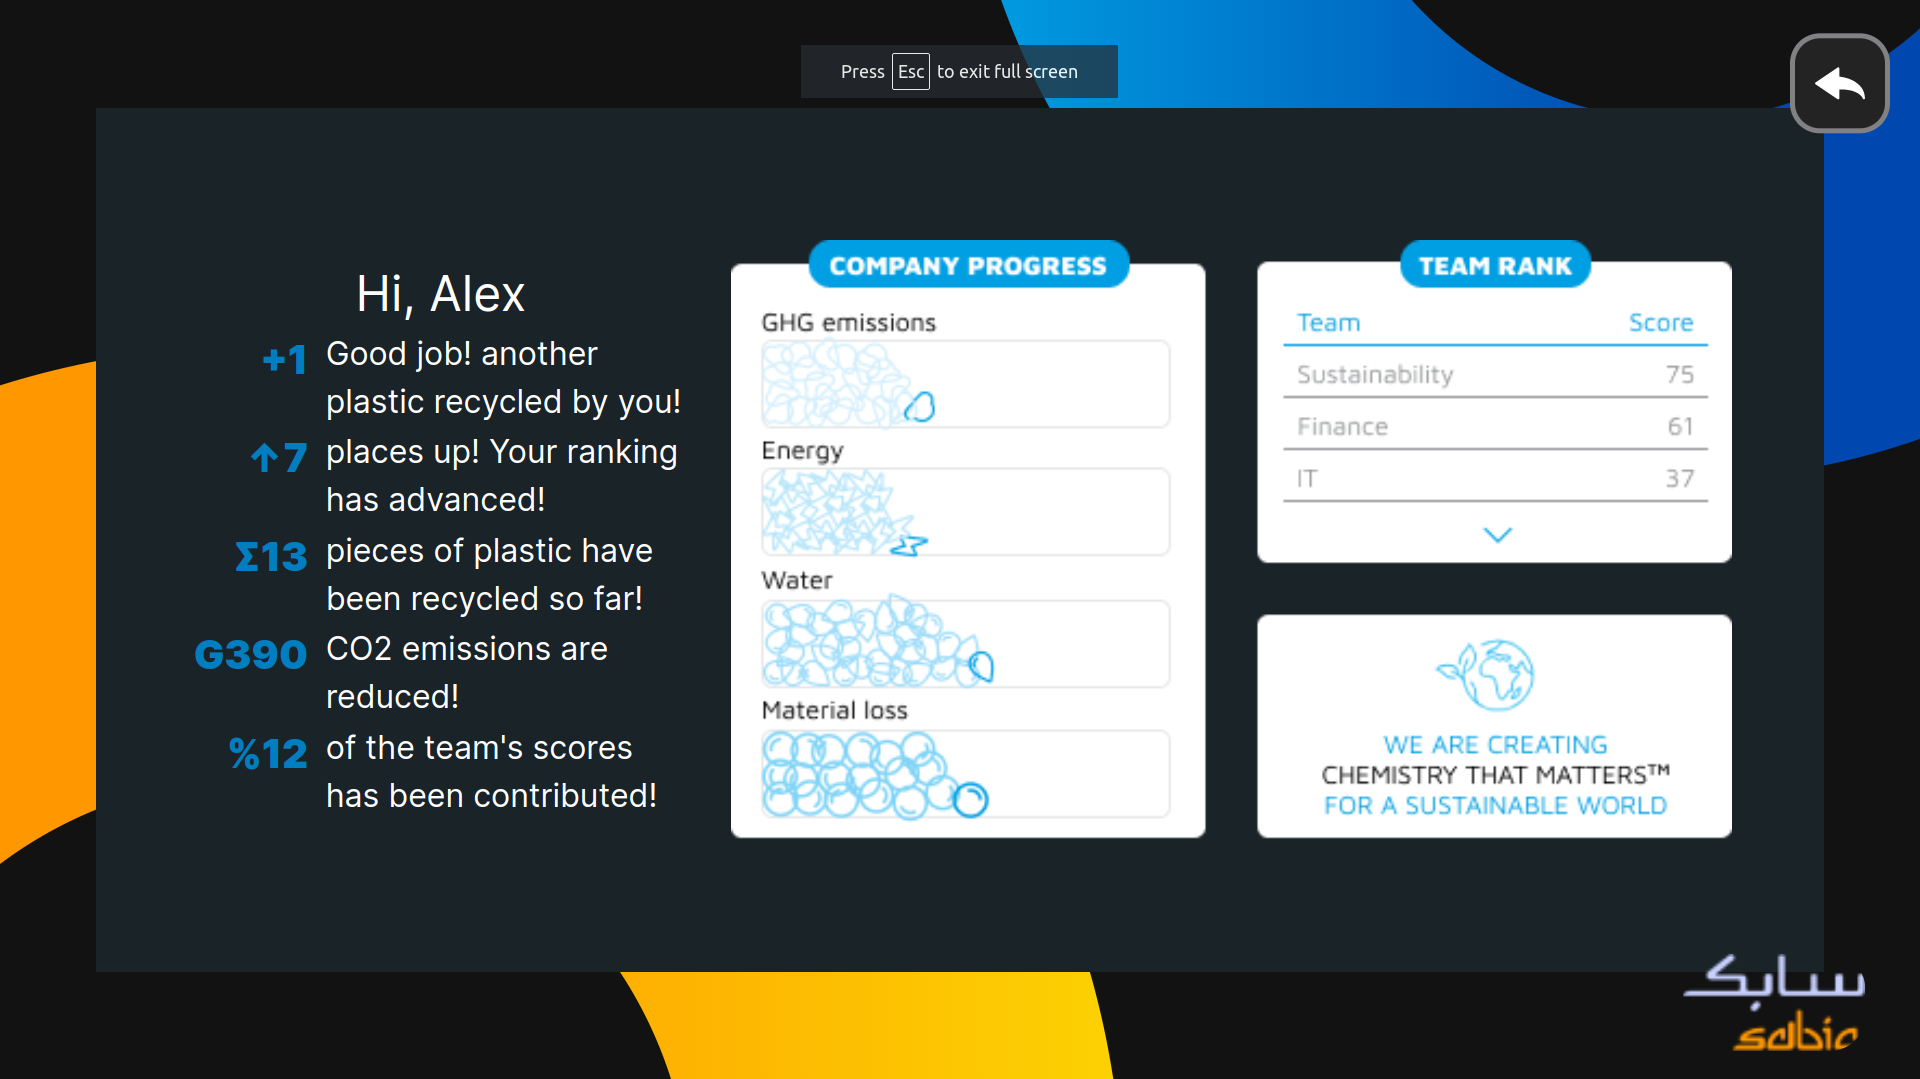 Press Esc to exit full screen
Hi, Alex
+1 Good job! another
plastic recycled by you!
↑7 places up! Your ranking
has advanced!
Σ13 pieces of plastic have
been recycled so far!
G390 CO2 emissions are
reduced!
%12 of the team's scores
has been contributed!
COMPANY PROGRESS
GHG emissions
Energy
Water
Material loss
TEAM RANK
Team Score
Sustainability 75
Finance 61
IT 37
WE ARE CREATING
CHEMISTRY THAT MATTERS™
FOR A SUSTAINABLE WORLD
سابک
sabic